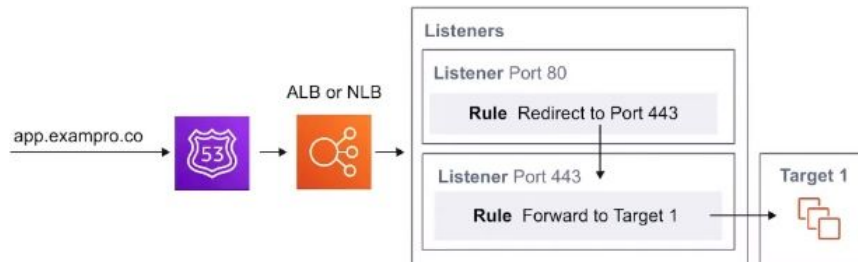 Listeners
Listener Port 80
ALB or NLB
Rule Redirect to Port 443
app.exampro.co
53
Listener Port 443
Target 1
Rule Forward to Target 1